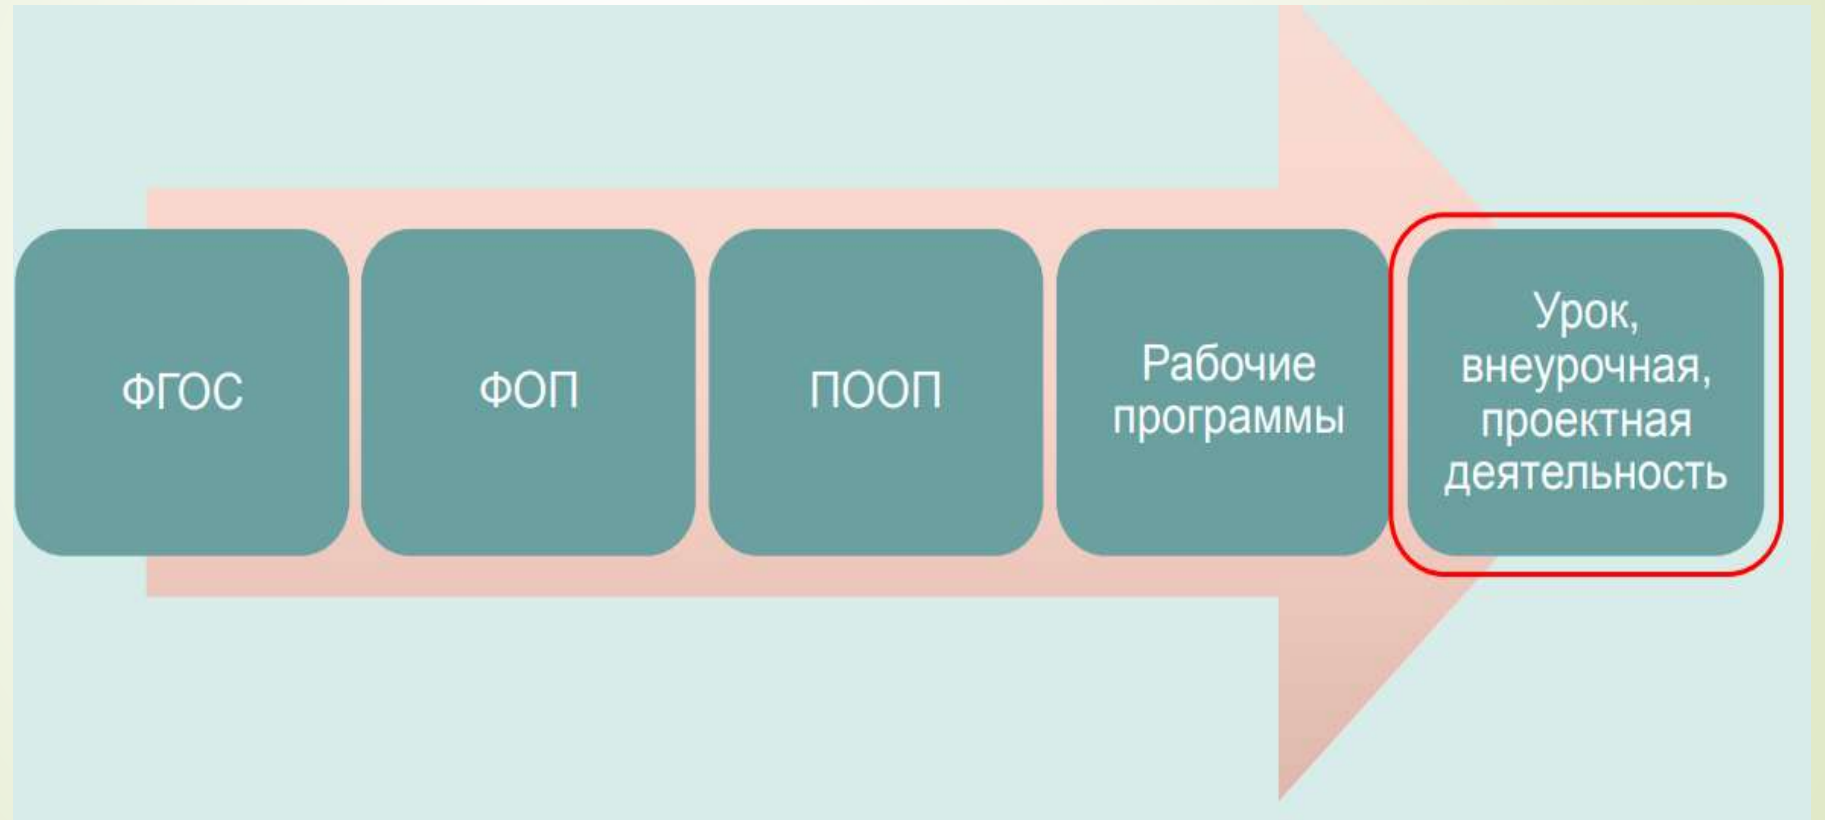 ФГОС
ФОП
ПООП
Рабочие
программы
Урок,
внеурочная,
проектная
деятельность